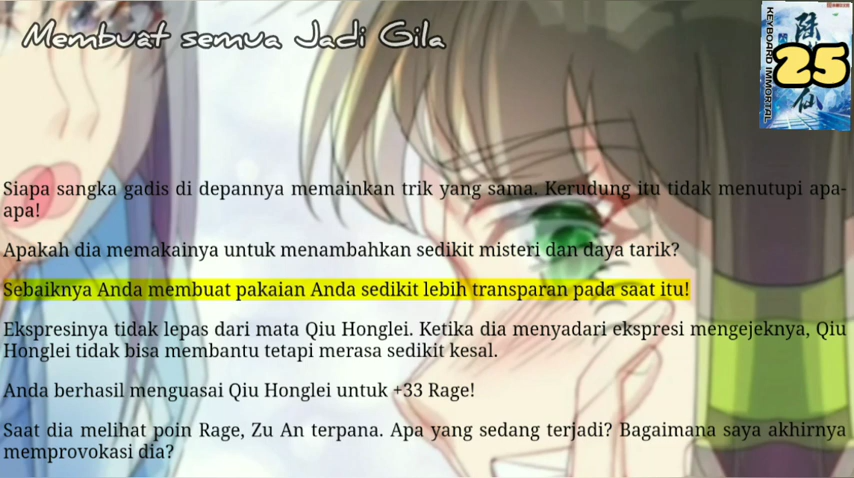 Membuat semua Jadi Gila
KEYBOARD IMMORTAL
25
Siapa sangka gadis di depannya memainkan trik yang sama. Kerudung itu tidak menutupi apa-
apa!
Apakah dia memakainya untuk menambahkan sedikit misteri dan daya tarik?
Sebaiknya Anda membuat pakaian Anda sedikit lebih transparan pada saat itu!
Ekspresinya tidak lepas dari mata Qiu Honglei. Ketika dia menyadari ekspresi mengejeknya, Qiu
Honglei tidak bisa membantu tetapi merasa sedikit kesal.
Anda berhasil menguasai Qiu Honglei untuk +33 Rage!
Saat dia melihat poin Rage, Zu An terpana. Apa yang sedang terjadi? Bagaimana saya akhirnya
memprovokasi dia?